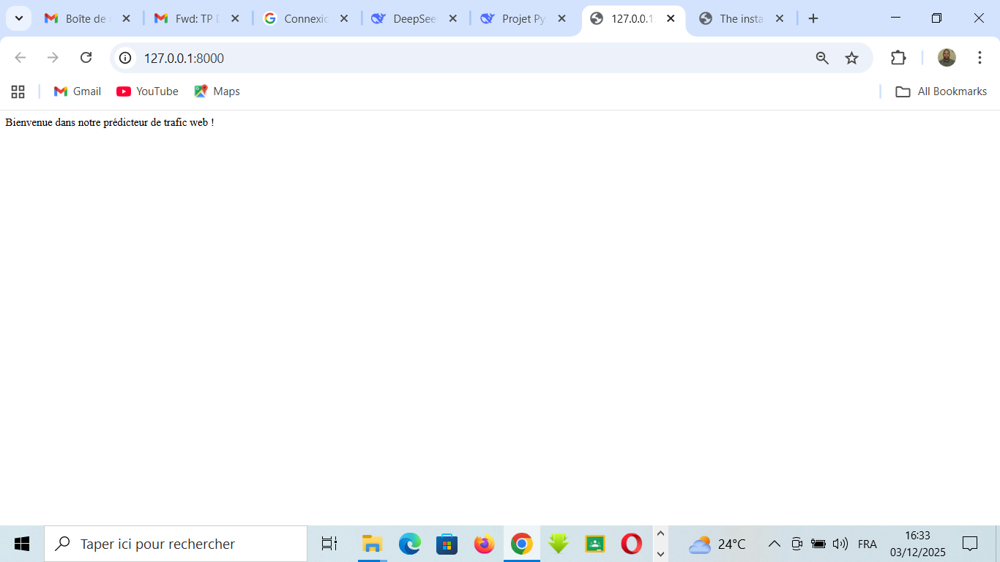 Boîte de
Fwd: TP
Connexi
DeepSee
Projet Py
127.0.0.1:
The insta
127.0.0.1:8000
Gmail
YouTube
Maps
All Bookmarks
Bienvenue dans notre prédicteur de trafic web !
Taper ici pour rechercher
24°C
FRA
16:33
03/12/2025